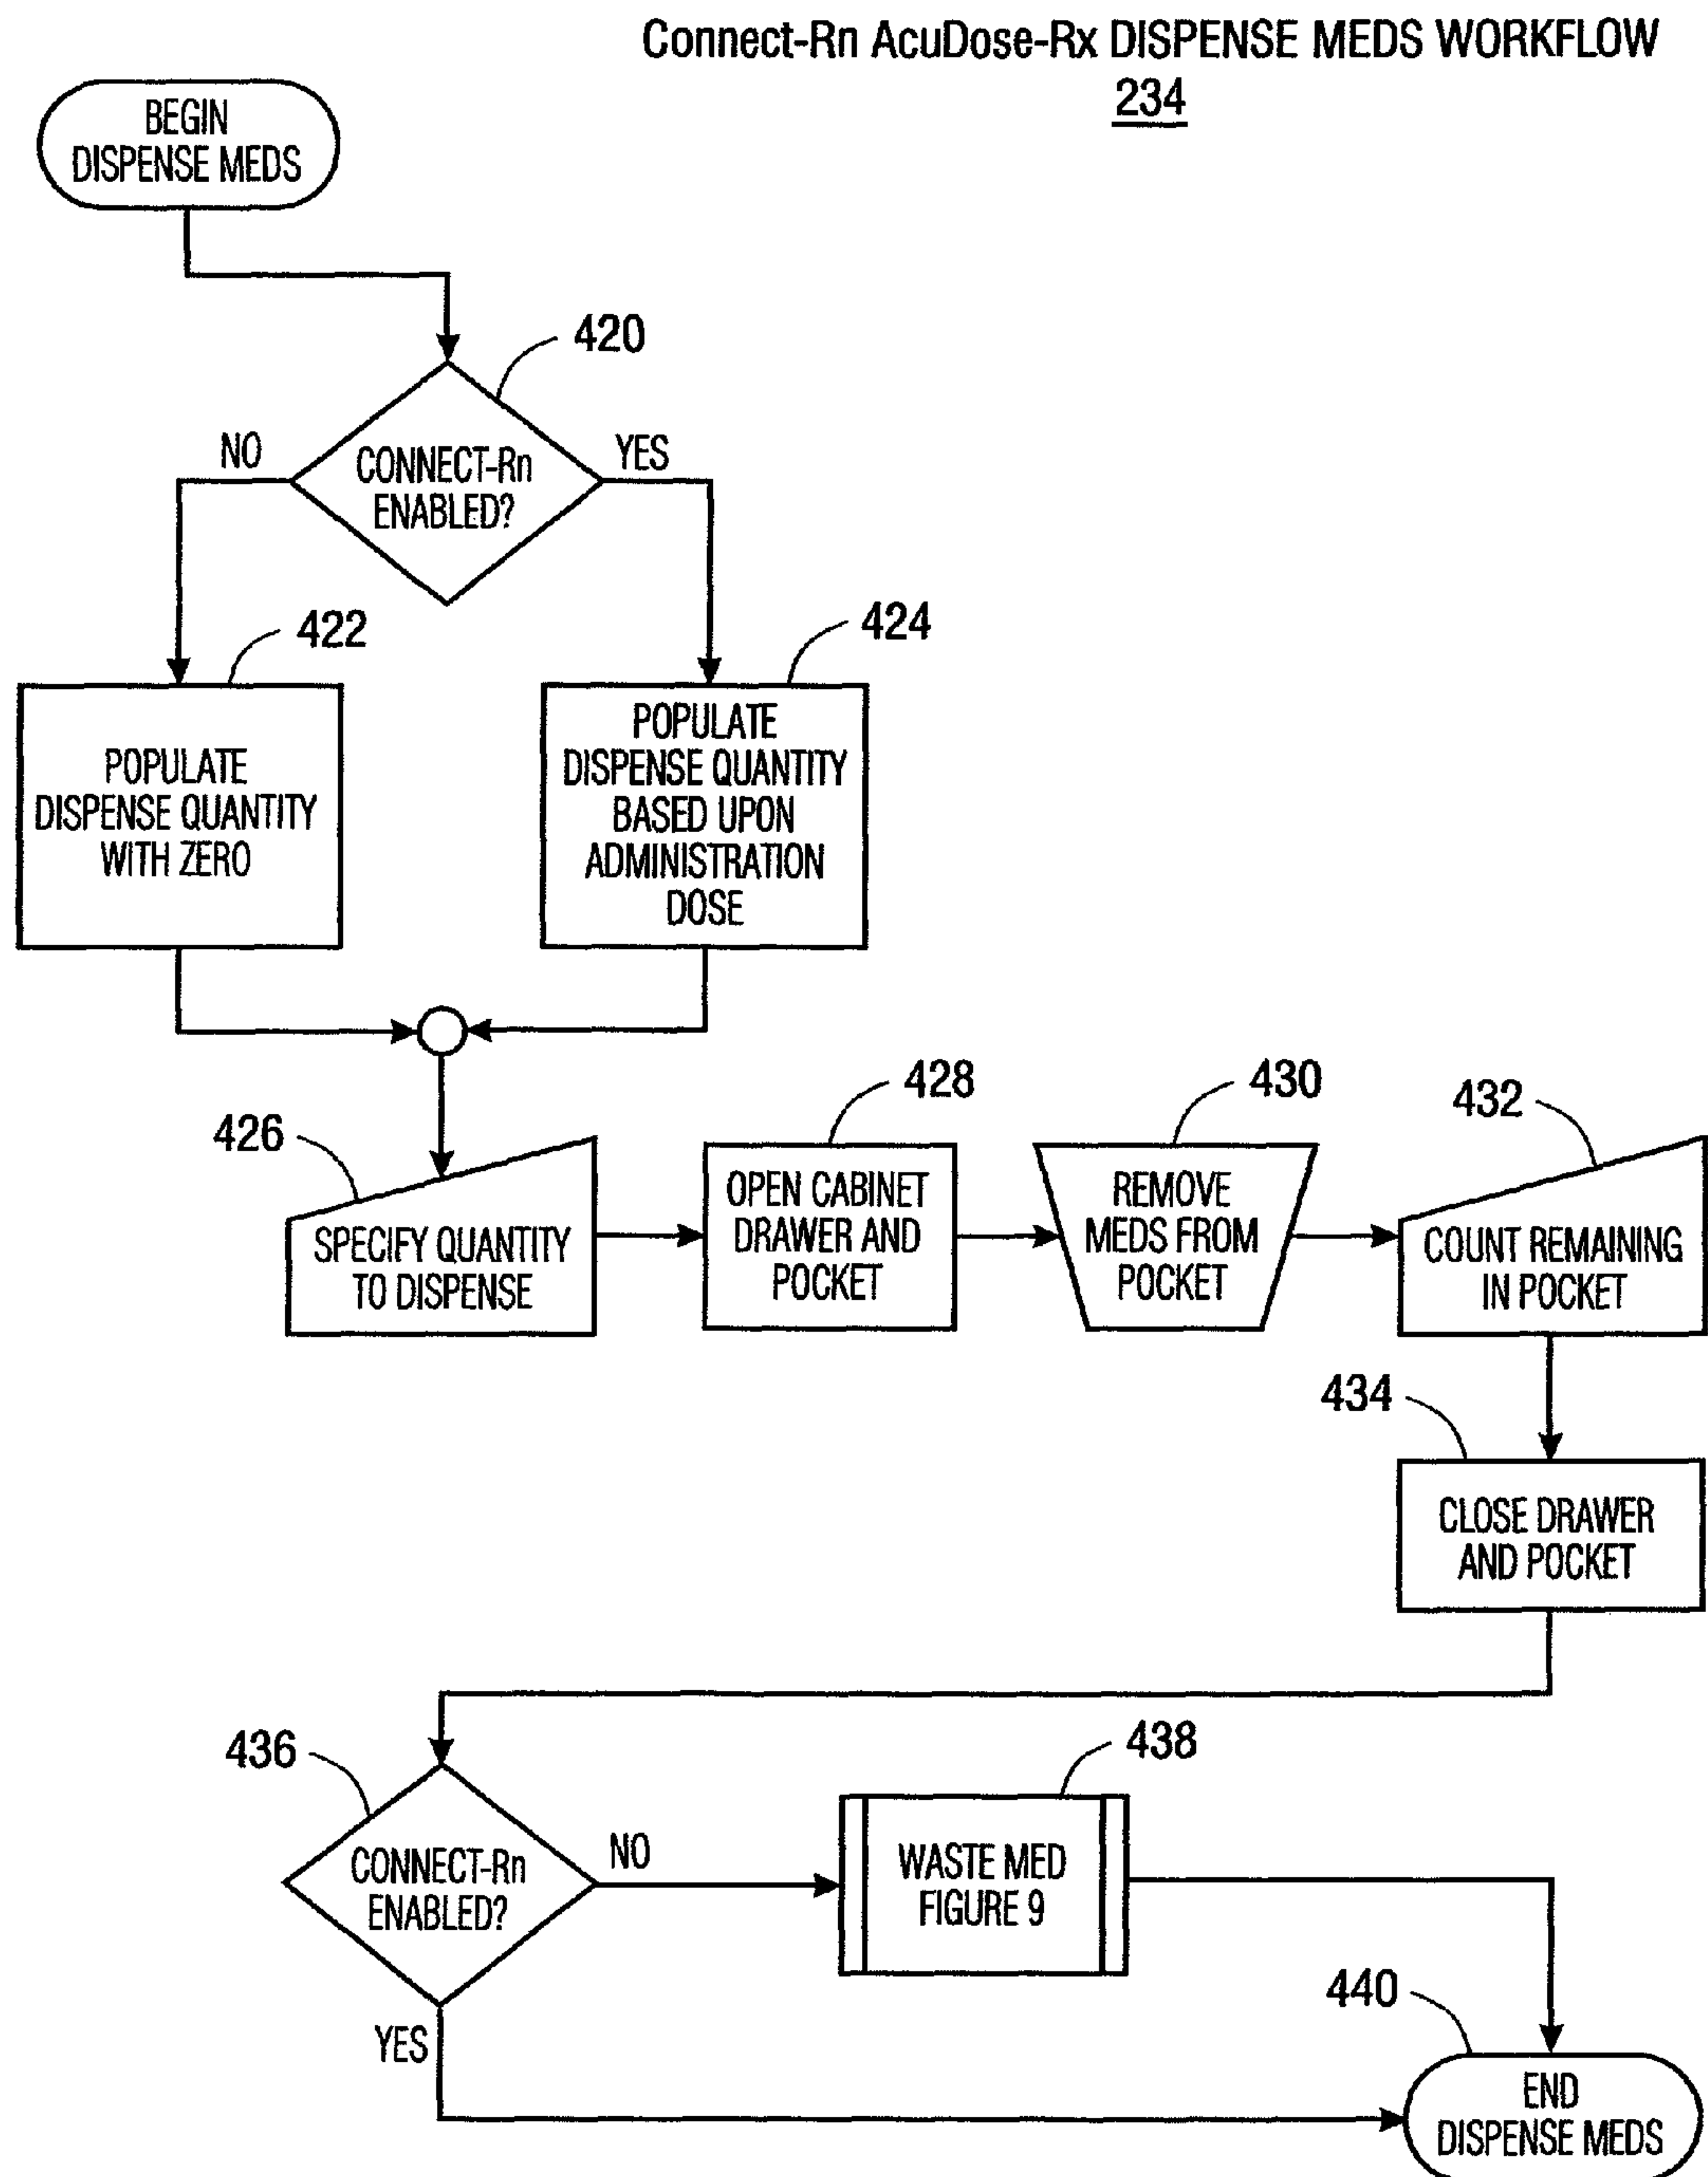 Connect-Rn AcuDose-Rx DISPENSE MEDS WORKFLOW
234
BEGIN
DISPENSE MEDS
420
CONNECT-Rn
ENABLED?
NO
YES
422
POPULATE
DISPENSE QUANTITY
WITH ZERO
424
POPULATE
DISPENSE QUANTITY
BASED UPON
ADMINISTRATION
DOSE
426
SPECIFY QUANTITY
TO DISPENSE
428
OPEN CABINET
DRAWER AND
POCKET
430
REMOVE
MEDS FROM
POCKET
432
COUNT REMAINING
IN POCKET
434
CLOSE DRAWER
AND POCKET
436
CONNECT-Rn
ENABLED?
NO
YES
438
WASTE MED
FIGURE 9
440
END
DISPENSE MEDS